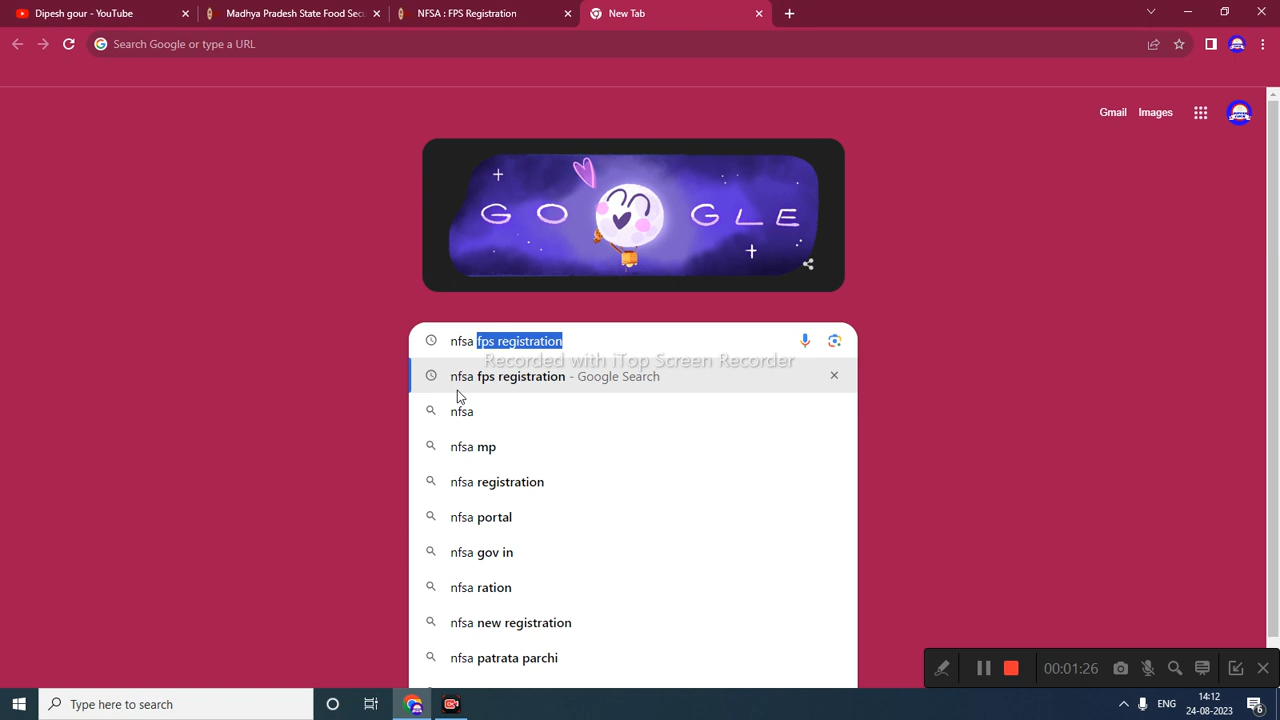 Dipesh gour - YouTube
Madhya Pradesh State Food Secu
NFSA : FPS Registration
New Tab
Search Google or type a URL
Gmail
Images
G O G L E
nfsa fps registration
Recorded with iTop Screen Recorder
nfsa fps registration - Google Search
nfsa
nfsa mp
nfsa registration
nfsa portal
nfsa gov in
nfsa ration
nfsa new registration
nfsa patrata parchi
00:01:26
Type here to search
ENG
14:12
24-08-2023
6